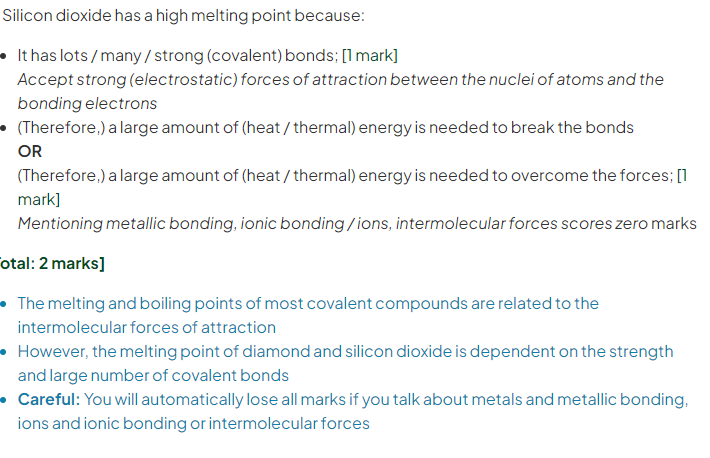 Silicon dioxide has a high melting point because:
• It has lots / many / strong (covalent) bonds; [1 mark]
Accept strong (electrostatic) forces of attraction between the nuclei of atoms and the
bonding electrons
• (Therefore,) a large amount of (heat / thermal) energy is needed to break the bonds
OR
(Therefore,) a large amount of (heat / thermal) energy is needed to overcome the forces; [1
mark]
Mentioning metallic bonding, ionic bonding / ions, intermolecular forces scores zero marks
otal: 2 marks]
• The melting and boiling points of most covalent compounds are related to the
intermolecular forces of attraction
• However, the melting point of diamond and silicon dioxide is dependent on the strength
and large number of covalent bonds
• Careful: You will automatically lose all marks if you talk about metals and metallic bonding,
ions and ionic bonding or intermolecular forces